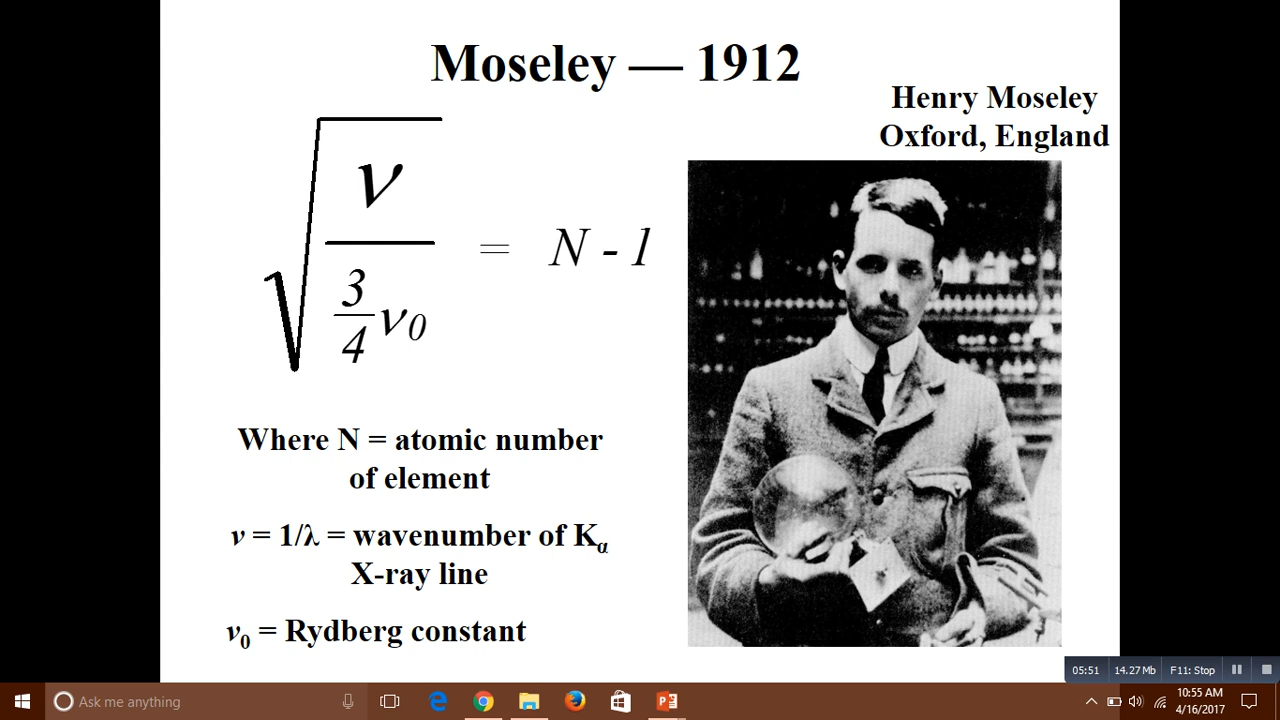 Moseley — 1912
Henry Moseley
Oxford, England
√(ν / (3/4 ν₀)) = N - 1
Where N = atomic number
of element
ν = 1/λ = wavenumber of Kα
X-ray line
ν₀ = Rydberg constant
05:51 14.27 Mb F11: Stop
Ask me anything
10:55 AM
4/16/2017